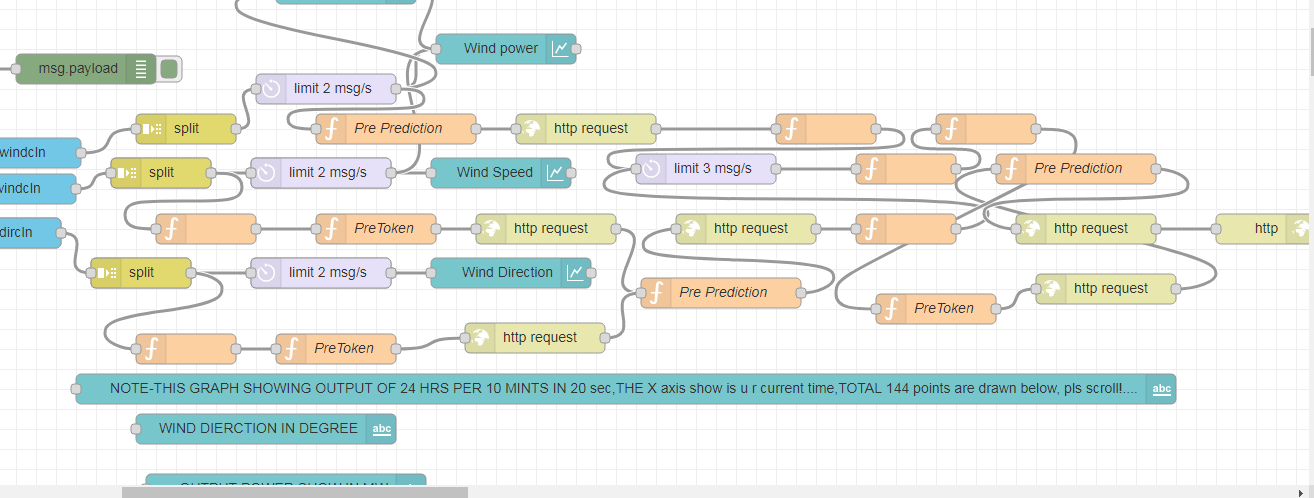 Wind power
msg.payload
limit 2 msg/s
split
Pre Prediction
http request
windcIn
split
limit 2 msg/s
Wind Speed
limit 3 msg/s
Pre Prediction
windcIn
dircIn
PreToken
http request
http request
http request
http
split
limit 2 msg/s
Wind Direction
Pre Prediction
http request
PreToken
PreToken
http request
NOTE-THIS GRAPH SHOWING OUTPUT OF 24 HRS PER 10 MINTS IN 20 sec,THE X axis show is u r current time,TOTAL 144 points are drawn below, pls scroll!....
abc
WIND DIERCTION IN DEGREE
abc